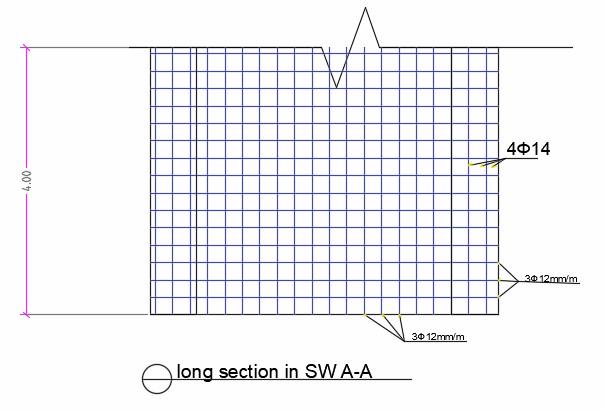 4Φ14
4.00
3Φ12mm/m
3Φ12mm/m
long section in SW A-A